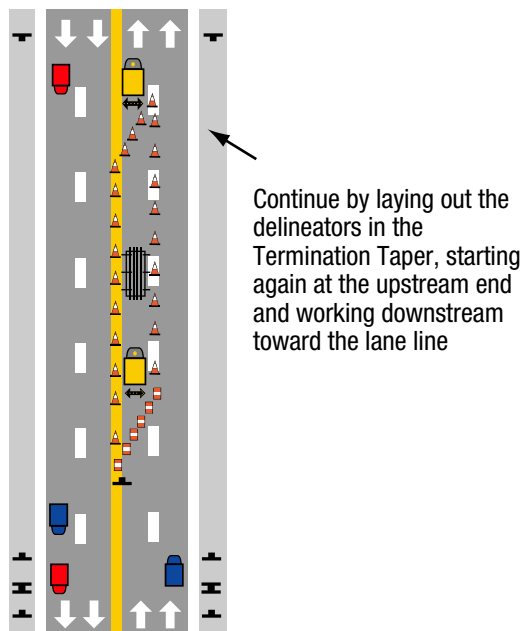 Continue by laying out the
delineators in the
Termination Taper, starting
again at the upstream end
and working downstream
toward the lane line